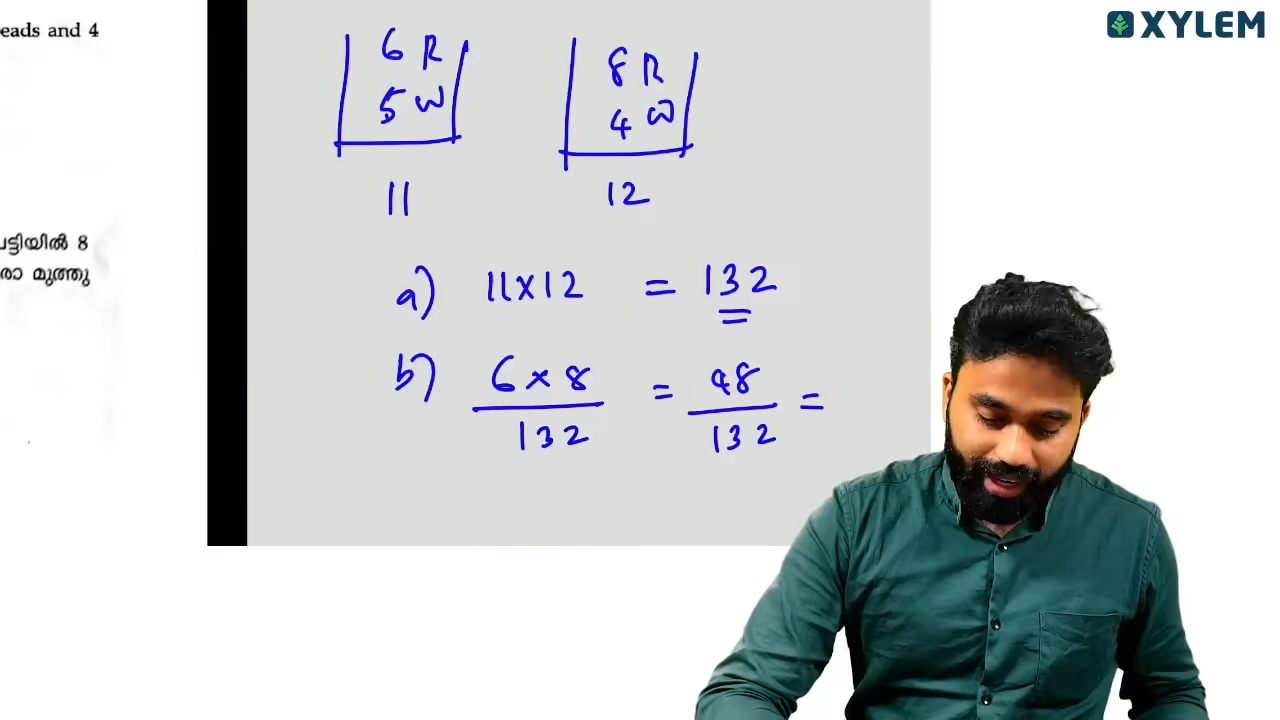 eads and 4
പട്ടിയിൽ 8
രാ മുത്തു
XYLEM
6 R
5 W
11
8 R
4 W
12
a) 11 x 12 = 132
b) 6 x 8 / 132 = 48 / 132 =